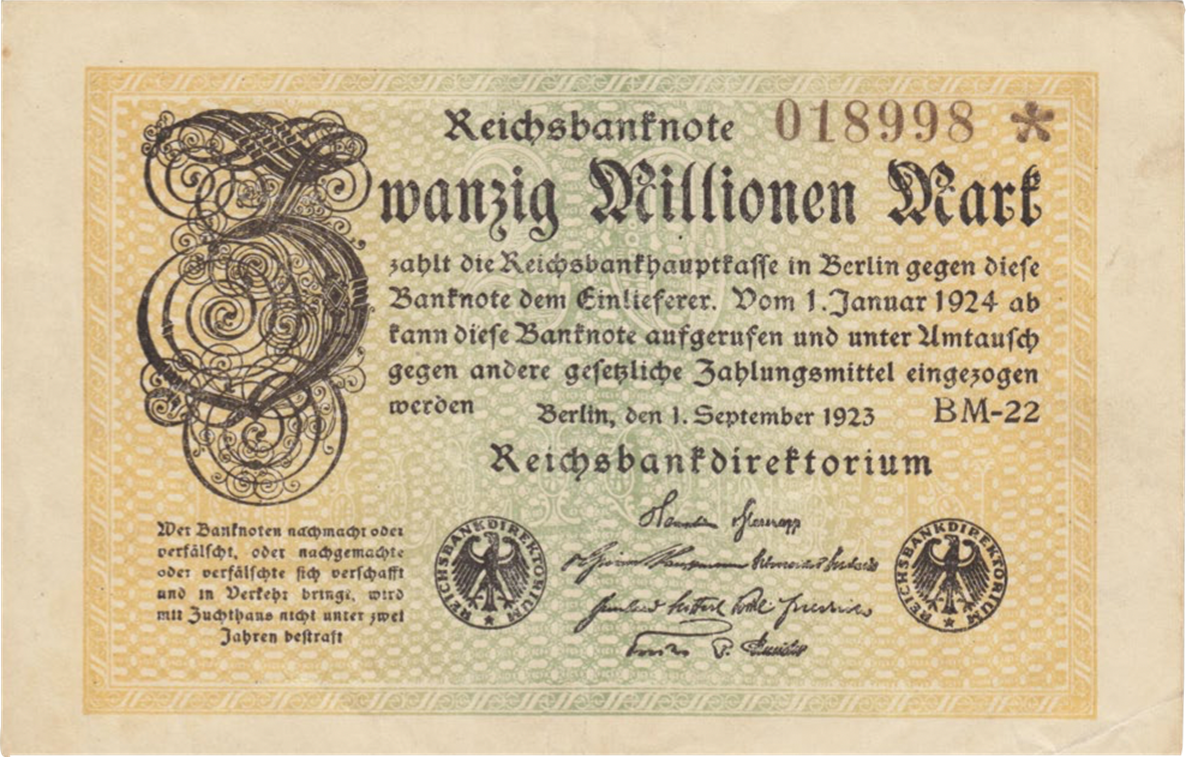 Reichsbanknote 018998 *
Zwanzig Millionen Mark
zahlt die Reichsbankhauptkasse in Berlin gegen diese
Banknote dem Einlieferer. Vom 1. Januar 1924 ab
kann diese Banknote aufgerufen und unter Umtausch
gegen andere gesetzliche Zahlungsmittel eingezogen
werden
Berlin, den 1. September 1923 BM-22
Reichsbankdirektorium
Wer Banknoten nachmacht oder
verfälscht, oder nachgemachte
oder verfälschte sich verschafft
und in Verkehr bringt, wird
mit Zuchthaus nicht unter zwei
Jahren bestraft
REICHSBANKDIREKTORIUM
REICHSBANKDIREKTORIUM